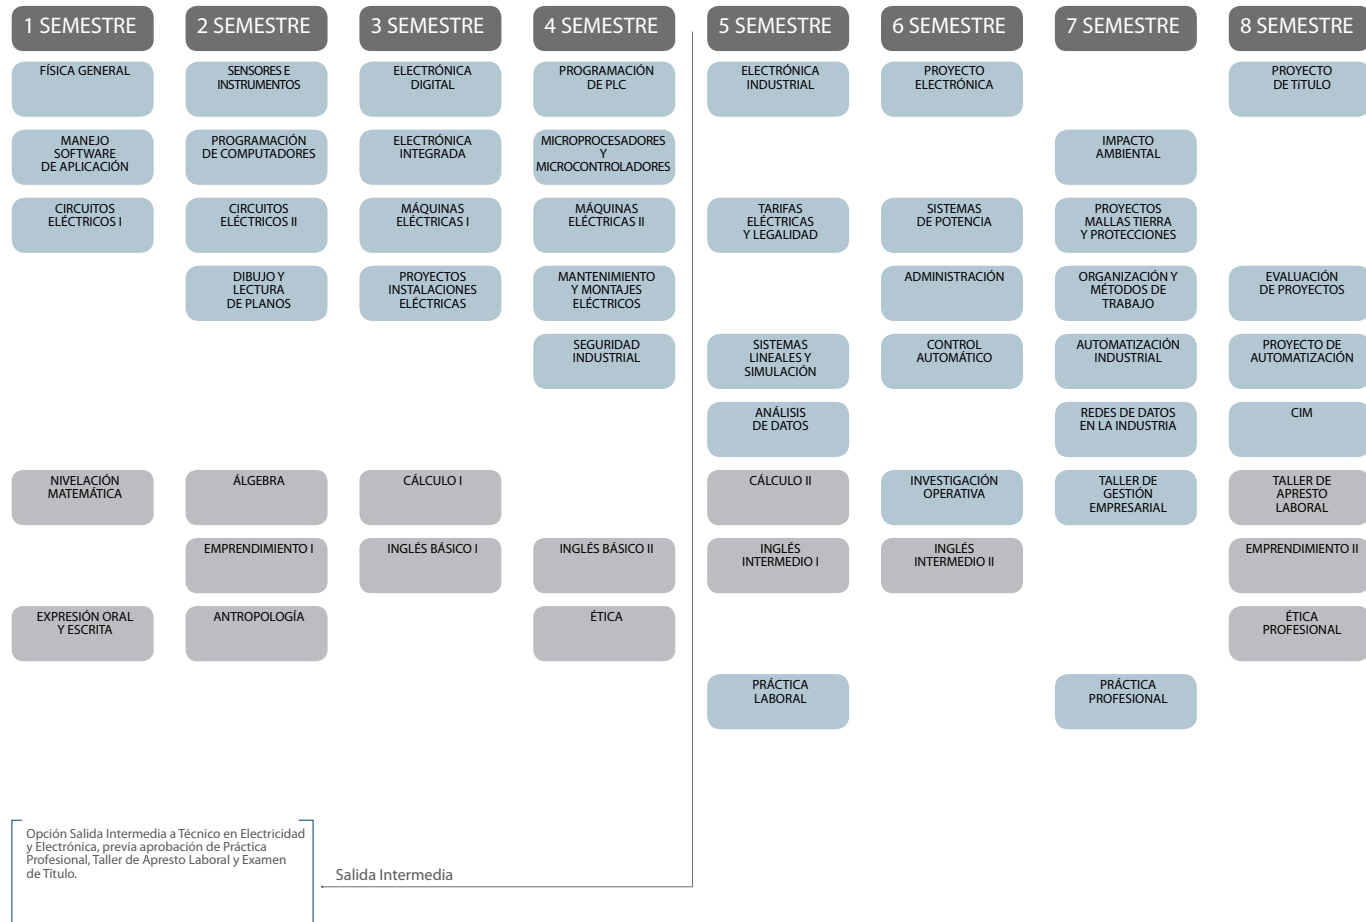 1 SEMESTRE
2 SEMESTRE
3 SEMESTRE
4 SEMESTRE
5 SEMESTRE
6 SEMESTRE
7 SEMESTRE
8 SEMESTRE
FÍSICA GENERAL
SENSORES E
INSTRUMENTOS
ELECTRÓNICA
DIGITAL
PROGRAMACIÓN
DE PLC
ELECTRÓNICA
INDUSTRIAL
PROYECTO
ELECTRÓNICA
PROYECTO
DE TíTULO
MANEJO
SOFTWARE
DE APLICACIÓN
PROGRAMACIÓN
DE COMPUTADORES
ELECTRÓNICA
INTEGRADA
MICROPROCESADORES
Y
MICROCONTROLADORES
IMPACTO
AMBIENTAL
CIRCUITOS
ELÉCTRICOS I
CIRCUITOS
ELÉCTRICOS II
MÁQUINAS
ELÉCTRICAS I
MÁQUINAS
ELÉCTRICAS II
TARIFAS
ELÉCTRICAS
Y LEGALIDAD
SISTEMAS
DE POTENCIA
PROYECTOS
MALLAS TIERRA
Y PROTECCIONES
DIBUJO Y
LECTURA
DE PLANOS
PROYECTOS
INSTALACIONES
ELÉCTRICAS
MANTENIMIENTO
Y MONTAJES
ELÉCTRICOS
ADMINISTRACIÓN
ORGANIZACIÓN Y
MÉTODOS DE
TRABAJO
EVALUACIÓN
DE PROYECTOS
SEGURIDAD
INDUSTRIAL
SISTEMAS
LINEALES Y
SIMULACIÓN
CONTROL
AUTOMÁTICO
AUTOMATIZACIÓN
INDUSTRIAL
PROYECTO DE
AUTOMATIZACIÓN
ANÁLISIS
DE DATOS
REDES DE DATOS
EN LA INDUSTRIA
CIM
NIVELACIÓN
MATEMÁTICA
ÁLGEBRA
CÁLCULO I
CÁLCULO II
INVESTIGACIÓN
OPERATIVA
TALLER DE
GESTIÓN
EMPRESARIAL
TALLER DE
APRESTO
LABORAL
EMPRENDIMIENTO I
INGLÉS BÁSICO I
INGLÉS BÁSICO II
INGLÉS
INTERMEDIO I
INGLÉS
INTERMEDIO II
EMPRENDIMIENTO II
EXPRESIÓN ORAL
Y ESCRITA
ANTROPOLOGÍA
ÉTICA
ÉTICA
PROFESIONAL
PRÁCTICA
LABORAL
PRÁCTICA
PROFESIONAL
Opción Salida Intermedia a Técnico en Electricidad
y Electrónica, previa aprobación de Práctica
Profesional, Taller de Apresto Laboral y Examen
de Título.
Salida Intermedia